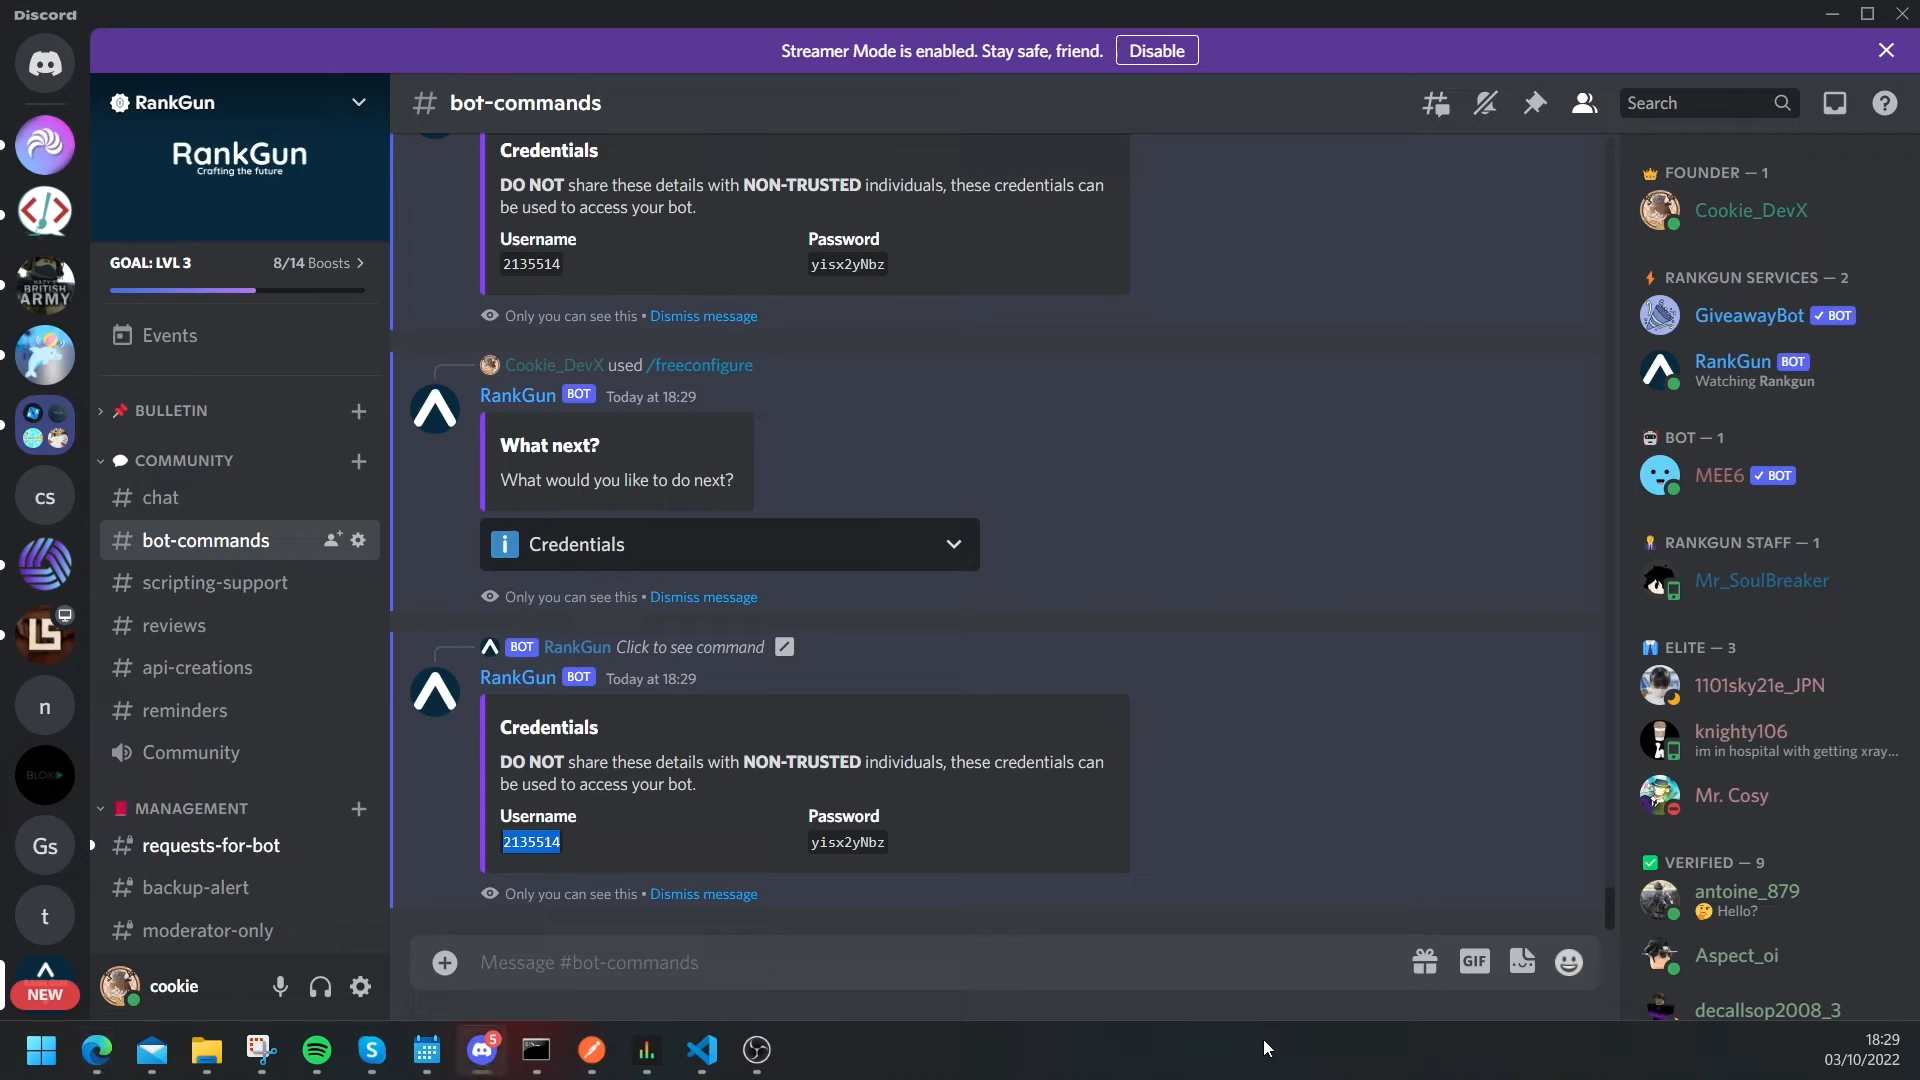 Discord
Streamer Mode is enabled. Stay safe, friend. Disable
RankGun
RankGun
Crafting the future
GOAL: LVL 3 8/14 Boosts >
Events
BULLETIN
COMMUNITY
chat
bot-commands
scripting-support
reviews
api-creations
reminders
Community
MANAGEMENT
requests-for-bot
backup-alert
moderator-only
cookie
HAZY'S
BRITISH
ARMY
cs
LS
n
BLOX
Gs
t
NEW
# bot-commands
Search
Credentials
DO NOT share these details with NON-TRUSTED individuals, these credentials can
be used to access your bot.
Username Password
2135514 yisx2yNbz
Only you can see this • Dismiss message
Cookie_DevX used /freeconfigure
RankGun BOT Today at 18:29
What next?
What would you like to do next?
Credentials
Only you can see this • Dismiss message
BOT RankGun Click to see command
RankGun BOT Today at 18:29
Credentials
DO NOT share these details with NON-TRUSTED individuals, these credentials can
be used to access your bot.
Username Password
2135514 yisx2yNbz
Only you can see this • Dismiss message
Message #bot-commands
GIF
FOUNDER — 1
Cookie_DevX
RANKGUN SERVICES — 2
GiveawayBot ✓ BOT
RankGun BOT
Watching Rankgun
BOT — 1
MEE6 ✓ BOT
RANKGUN STAFF — 1
Mr_SoulBreaker
ELITE — 3
1101sky21e_JPN
knighty106
im in hospital with getting xray...
Mr. Cosy
VERIFIED — 9
antoine_879
🤔 Hello?
Aspect_oi
decallsop2008_3
5
18:29
03/10/2022